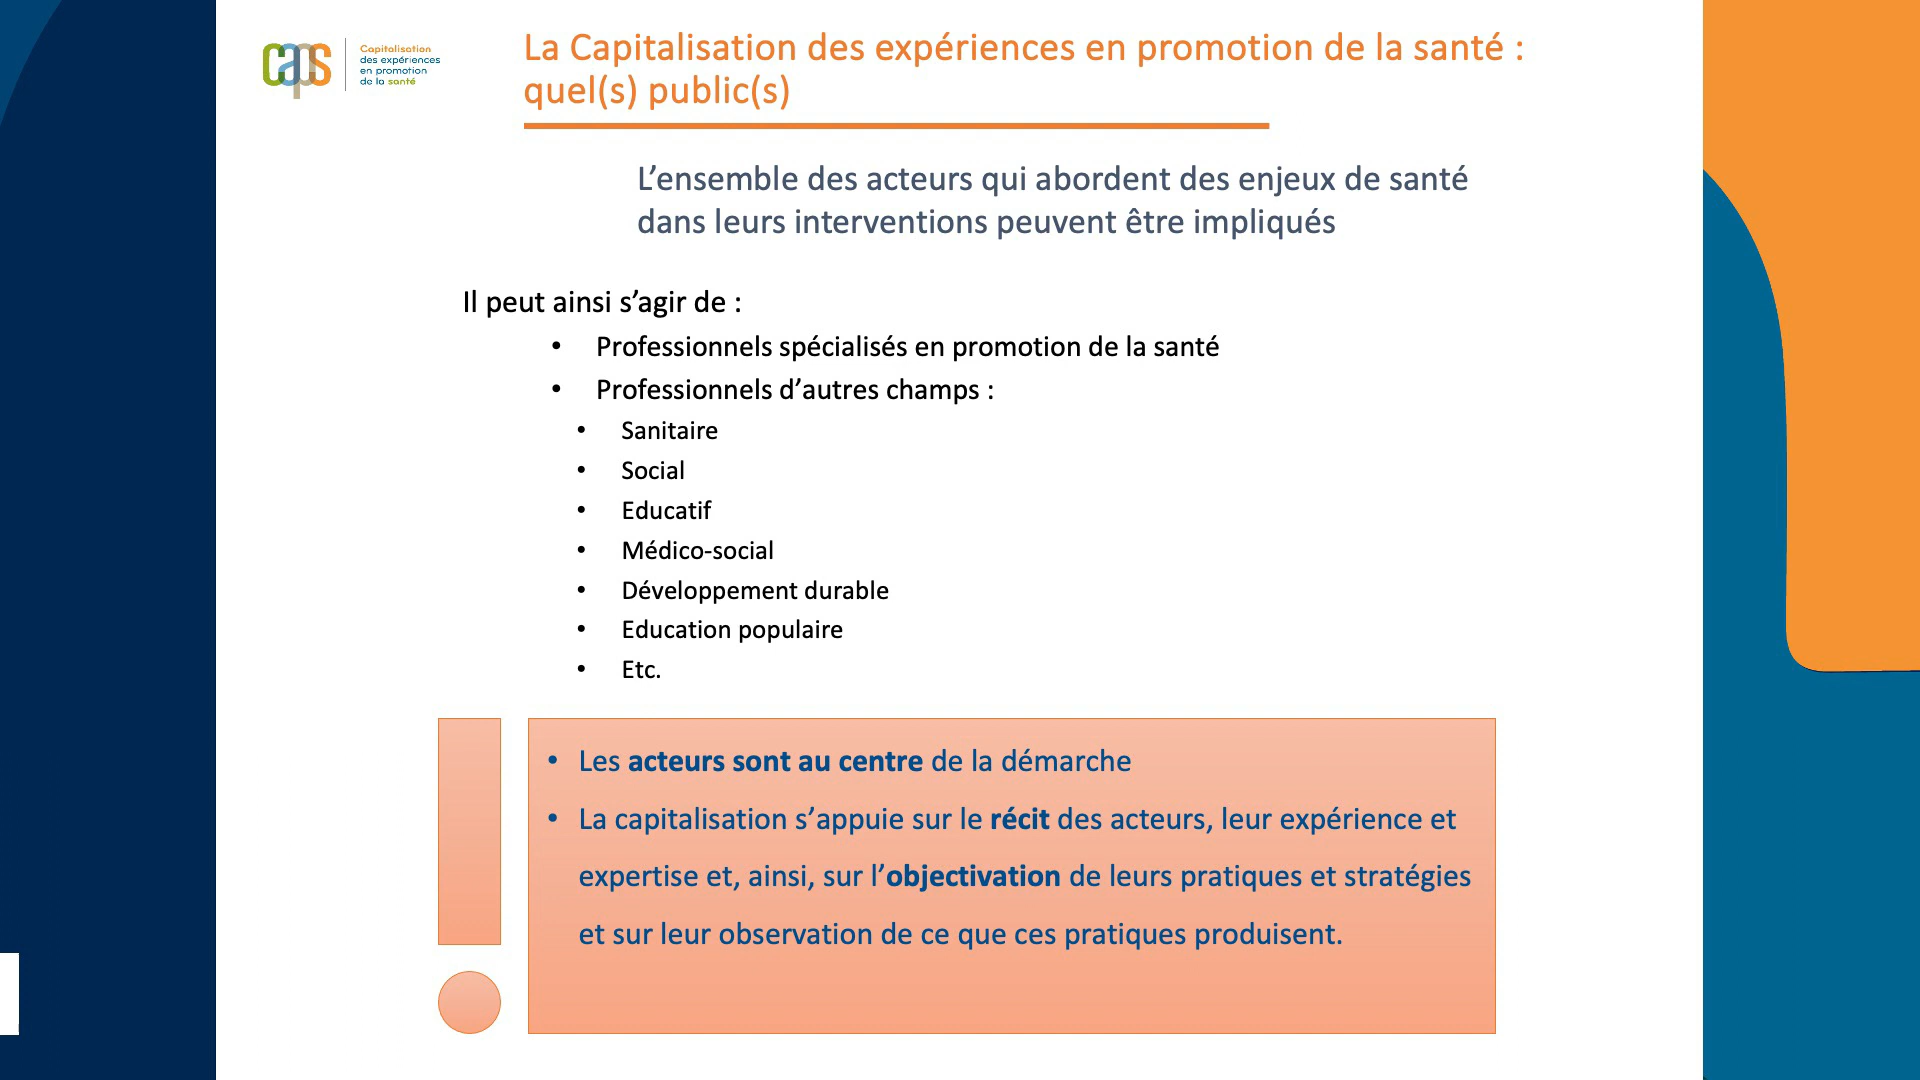 caps
Capitalisation
des expériences
en promotion
de la santé
La Capitalisation des expériences en promotion de la santé :
quel(s) public(s)
L’ensemble des acteurs qui abordent des enjeux de santé
dans leurs interventions peuvent être impliqués
Il peut ainsi s’agir de :
• Professionnels spécialisés en promotion de la santé
• Professionnels d’autres champs :
• Sanitaire
• Social
• Educatif
• Médico-social
• Développement durable
• Education populaire
• Etc.
• Les acteurs sont au centre de la démarche
• La capitalisation s’appuie sur le récit des acteurs, leur expérience et
expertise et, ainsi, sur l’objectivation de leurs pratiques et stratégies
et sur leur observation de ce que ces pratiques produisent.